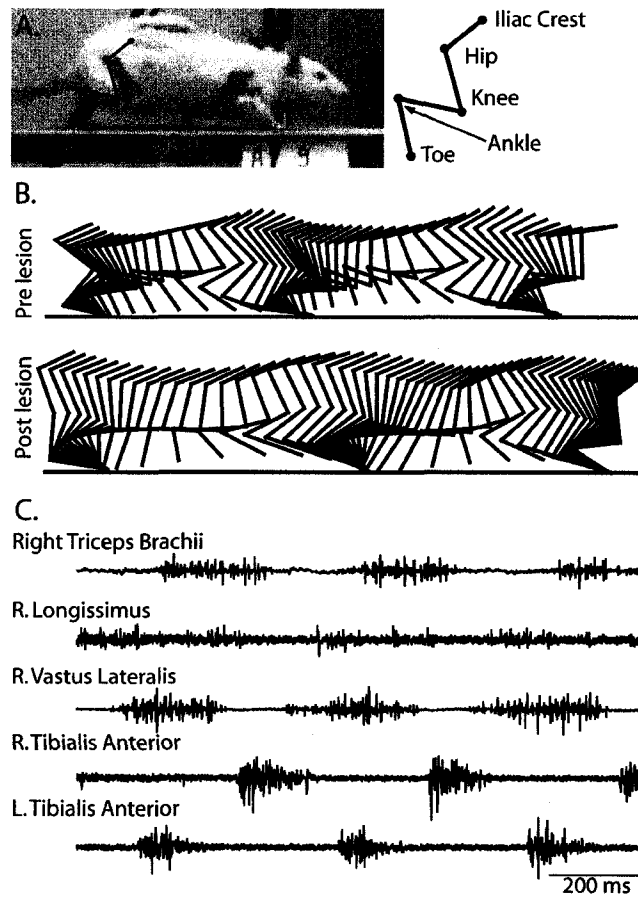 A.
Iliac Crest
Hip
Knee
Ankle
Toe
B.
Pre lesion
Post lesion
C.
Right Triceps Brachii
R. Longissimus
R. Vastus Lateralis
R. Tibialis Anterior
L. Tibialis Anterior
200 ms